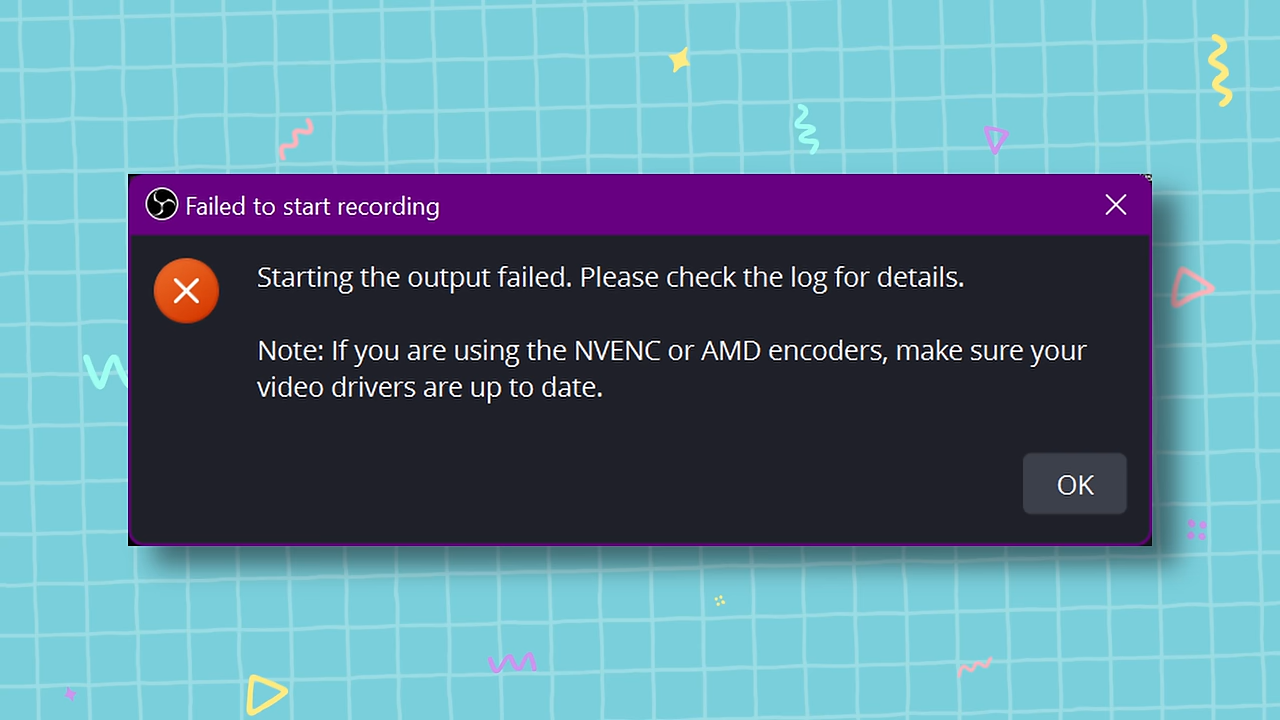 Failed to start recording
Starting the output failed. Please check the log for details.
Note: If you are using the NVENC or AMD encoders, make sure your
video drivers are up to date.
OK